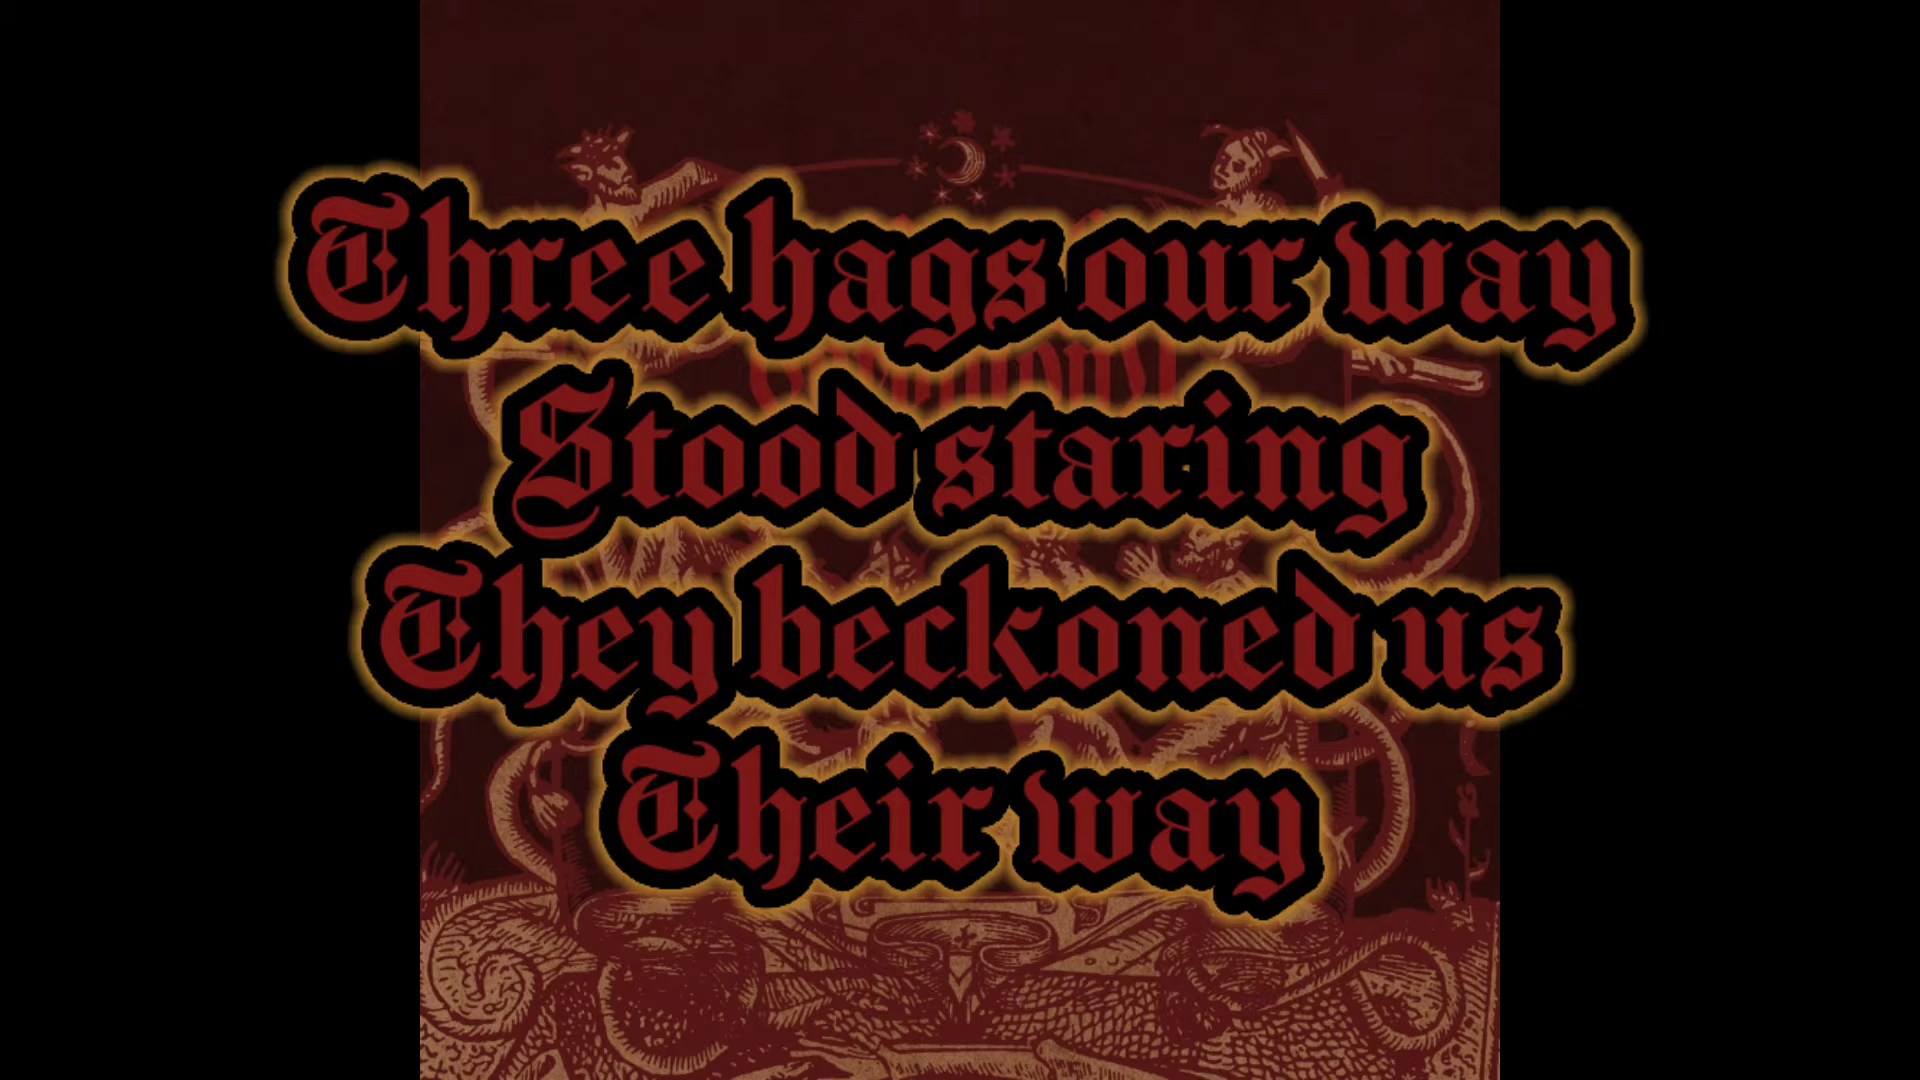 Three hags our way
Stood staring
They beckoned us
Their way